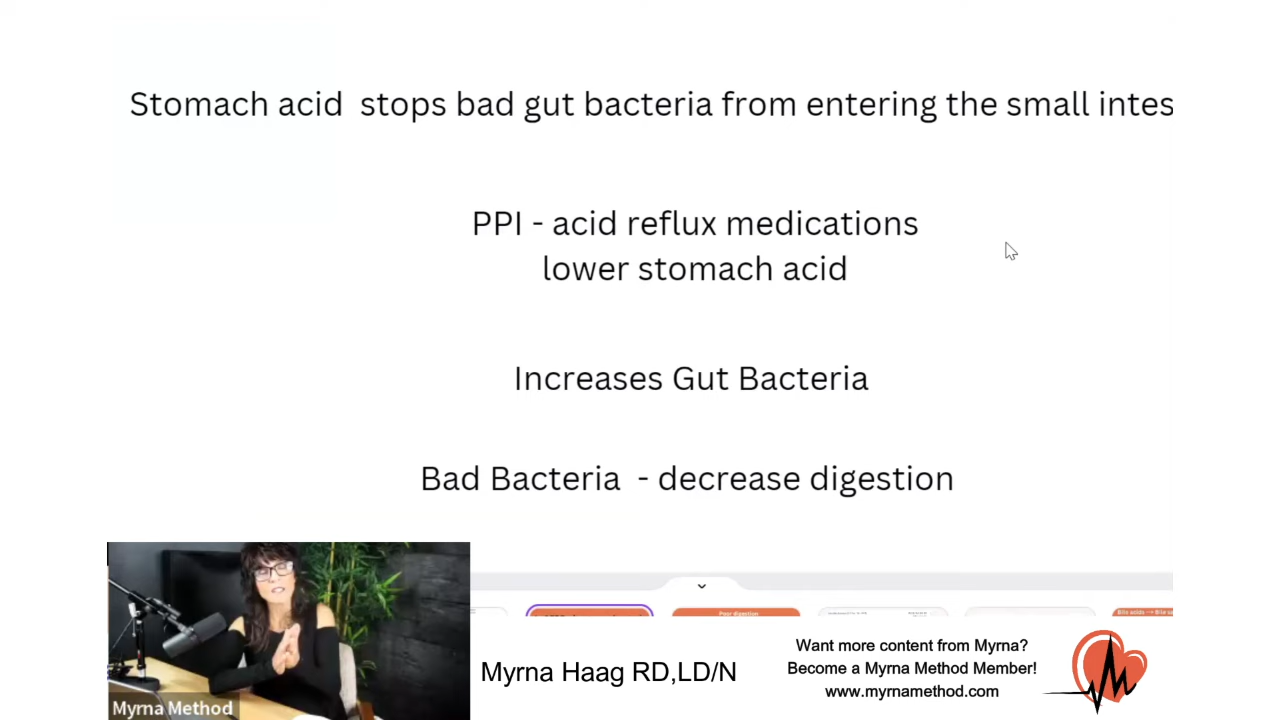 Stomach acid  stops bad gut bacteria from entering the small intes
PPI - acid reflux medications
lower stomach acid
Increases Gut Bacteria
Bad Bacteria  - decrease digestion
Poor digestion
Myrna Method
Myrna Haag RD,LD/N
Want more content from Myrna?
Become a Myrna Method Member!
www.myrnamethod.com